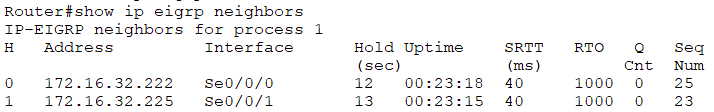 Router#show ip eigrp neighbors
IP-EIGRP neighbors for process 1
H   Address         Interface      Hold Uptime    SRTT   RTO   Q   Seq
                                   (sec)          (ms)        Cnt  Num
0   172.16.32.222   Se0/0/0        12   00:23:18  40     1000  0   25
1   172.16.32.225   Se0/0/1        13   00:23:15  40     1000  0   23